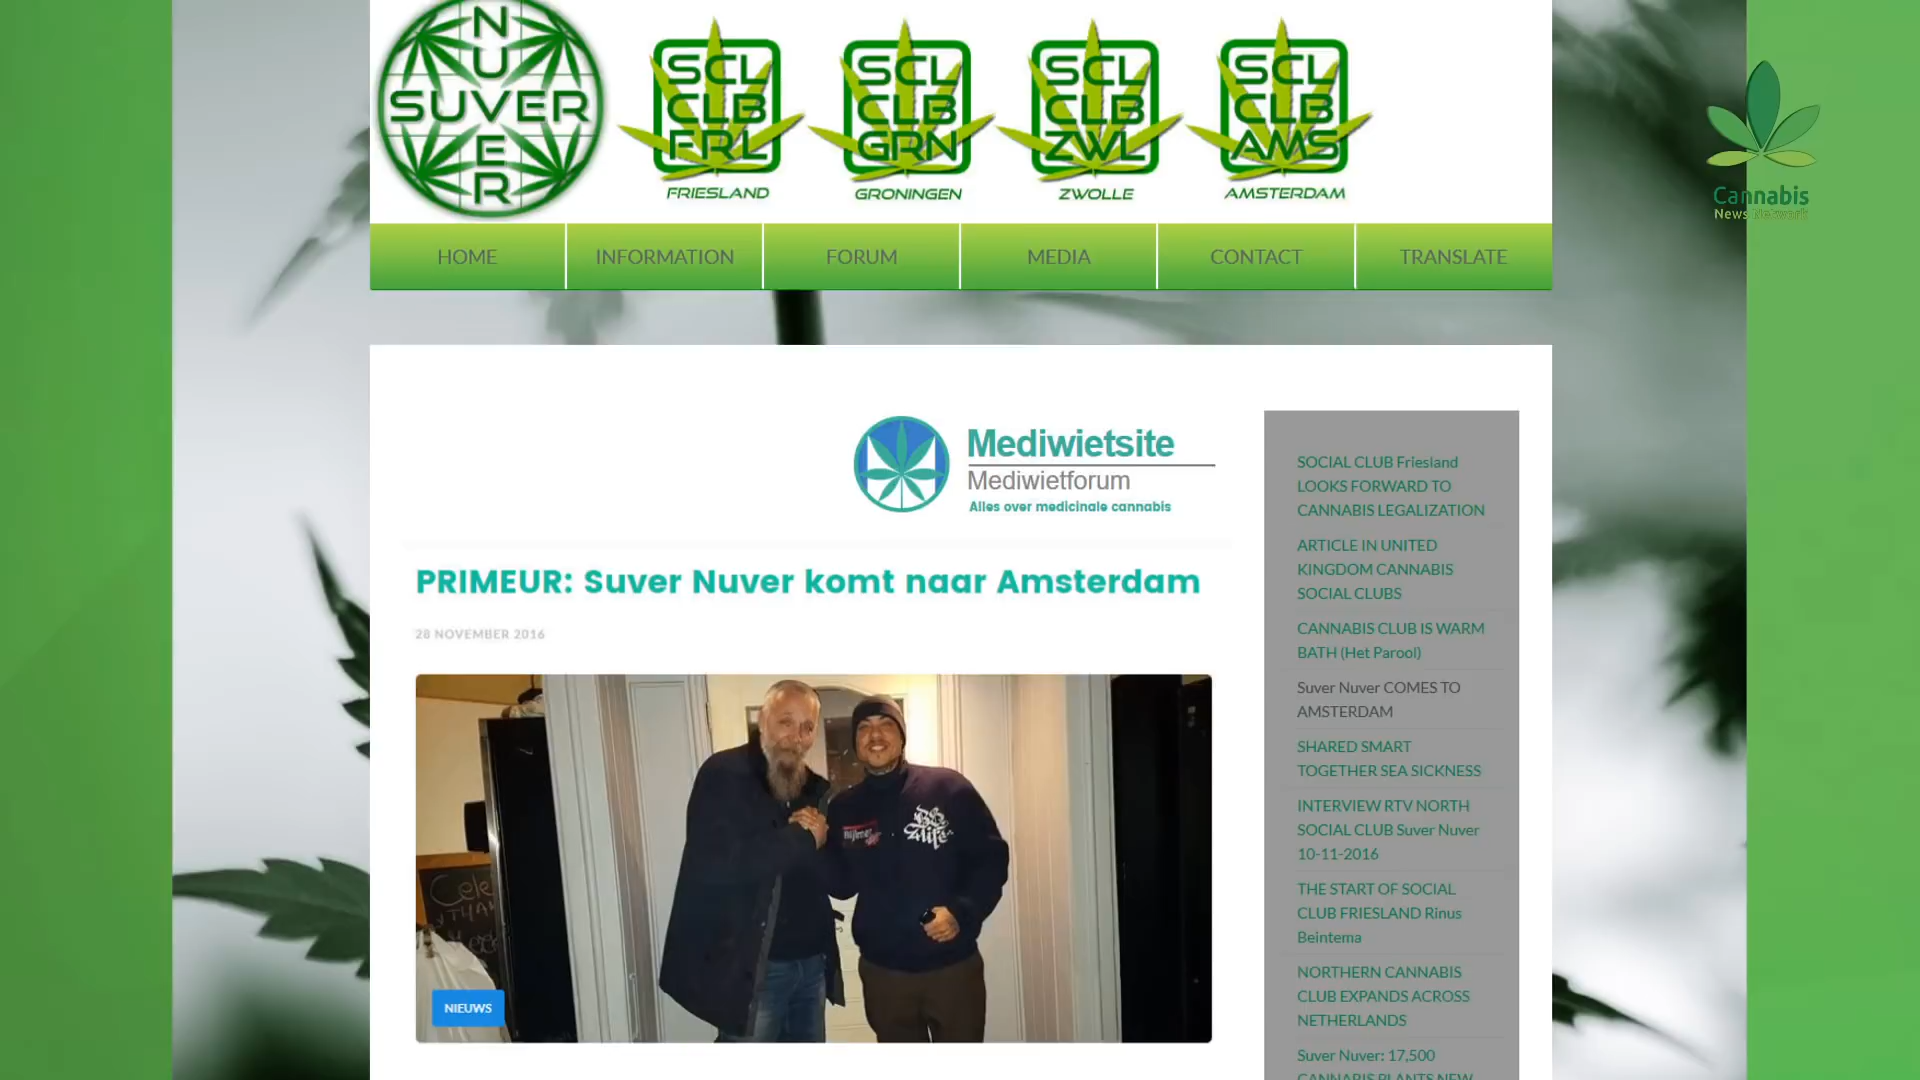 NU
SUVER
ER
SCL
CLB
FRL
FRIESLAND
SCL
CLB
GRN
GRONINGEN
SCL
CLB
ZWL
ZWOLLE
SCL
CLB
AMS
AMSTERDAM
Cannabis
News Network
HOME
INFORMATION
FORUM
MEDIA
CONTACT
TRANSLATE
Mediwietsite
Mediwietforum
Alles over medicinale cannabis
PRIMEUR: Suver Nuver komt naar Amsterdam
28 NOVEMBER 2016
NIEUWS
SOCIAL CLUB Friesland
LOOKS FORWARD TO
CANNABIS LEGALIZATION
ARTICLE IN UNITED
KINGDOM CANNABIS
SOCIAL CLUBS
CANNABIS CLUB IS WARM
BATH (Het Parool)
Suver Nuver COMES TO
AMSTERDAM
SHARED SMART
TOGETHER SEA SICKNESS
INTERVIEW RTV NORTH
SOCIAL CLUB Suver Nuver
10-11-2016
THE START OF SOCIAL
CLUB FRIESLAND Rinus
Beintema
NORTHERN CANNABIS
CLUB EXPANDS ACROSS
NETHERLANDS
Suver Nuver: 17,500
CANNABIS PLANTS NEW